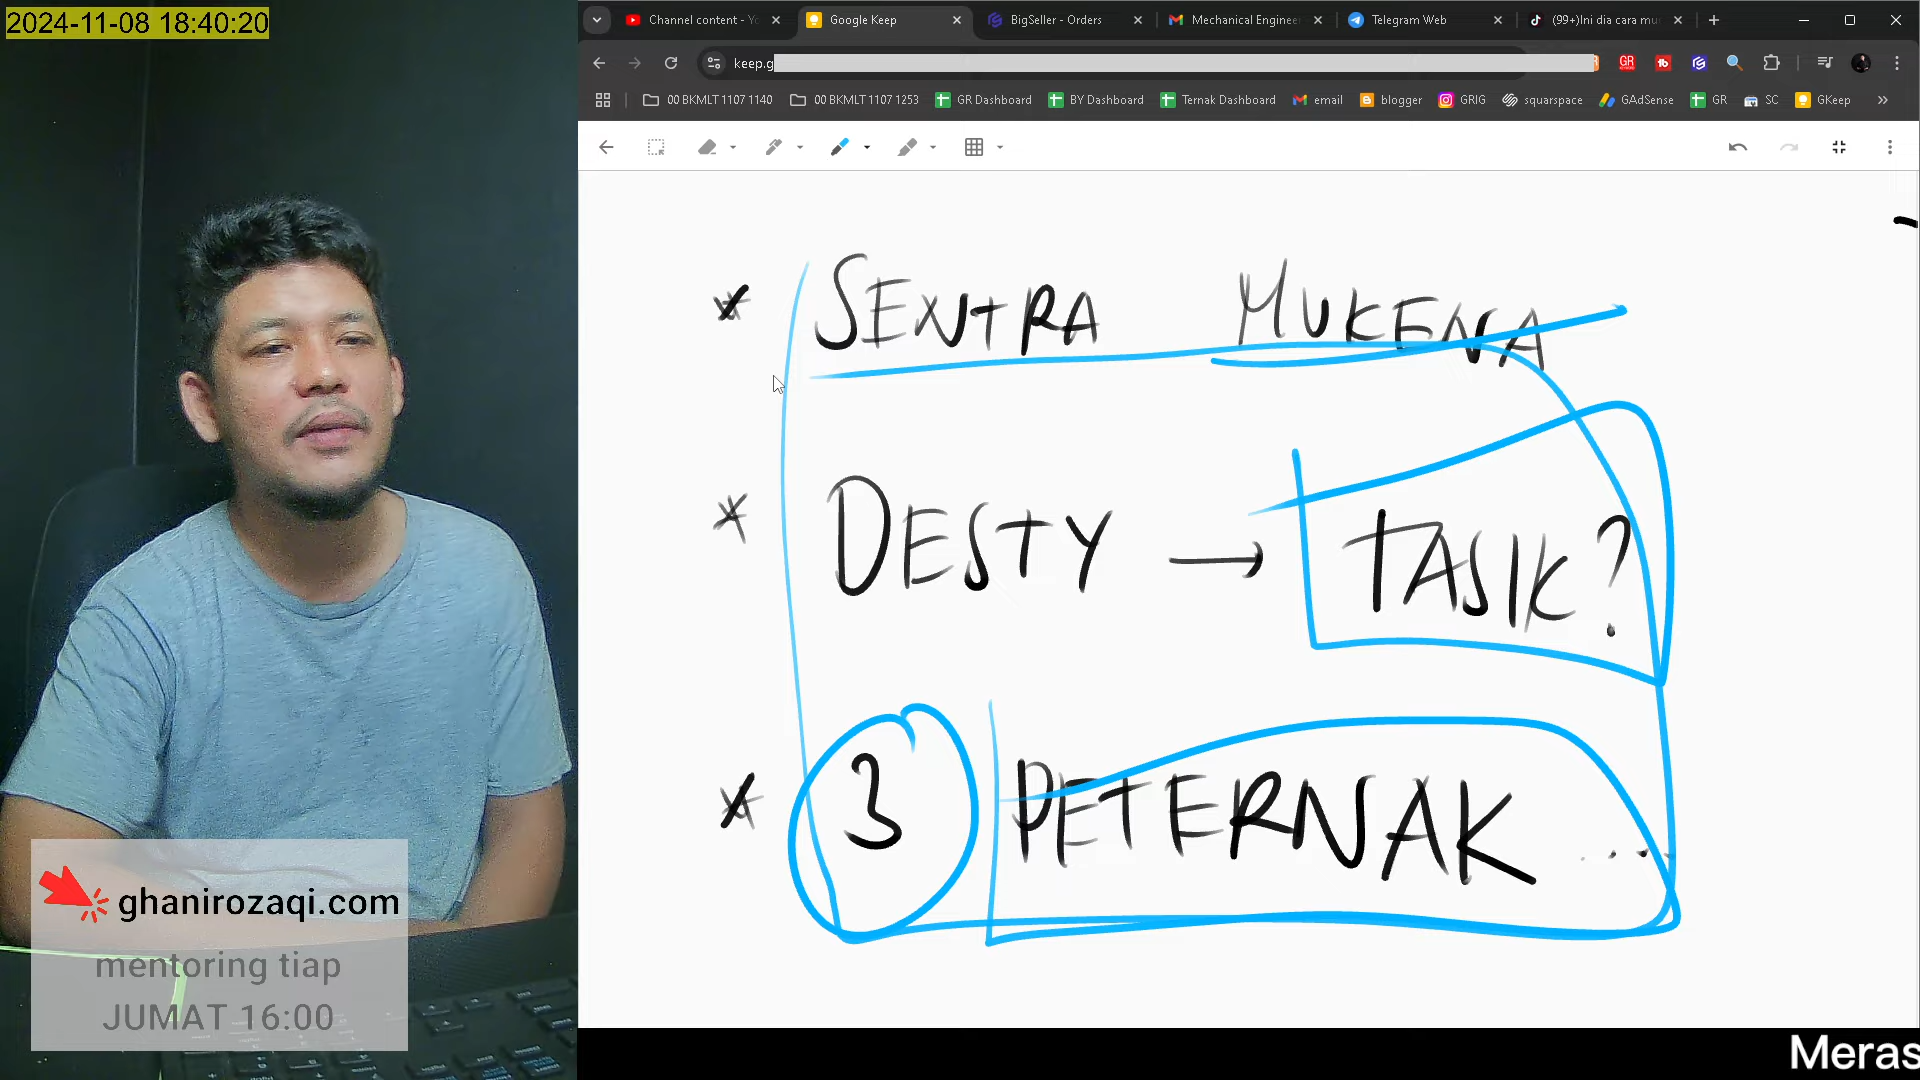 2024-11-08 18:40:20
Channel content - Yo
Google Keep
BigSeller - Orders
Mechanical Enginee
Telegram Web
(99+)Ini dia cara mu
keep.g
00 BKMLT 1107 1140
00 BKMLT 1107 1253
GR Dashboard
BY Dashboard
Ternak Dashboard
email
blogger
GRIG
squarspace
GAdSense
GR
SC
GKeep
SENTRA MUKENA
DESTY → TASIK?
3 PETERNAK ....
ghanirozaqi.com
mentoring tiap
JUMAT 16:00
Meras